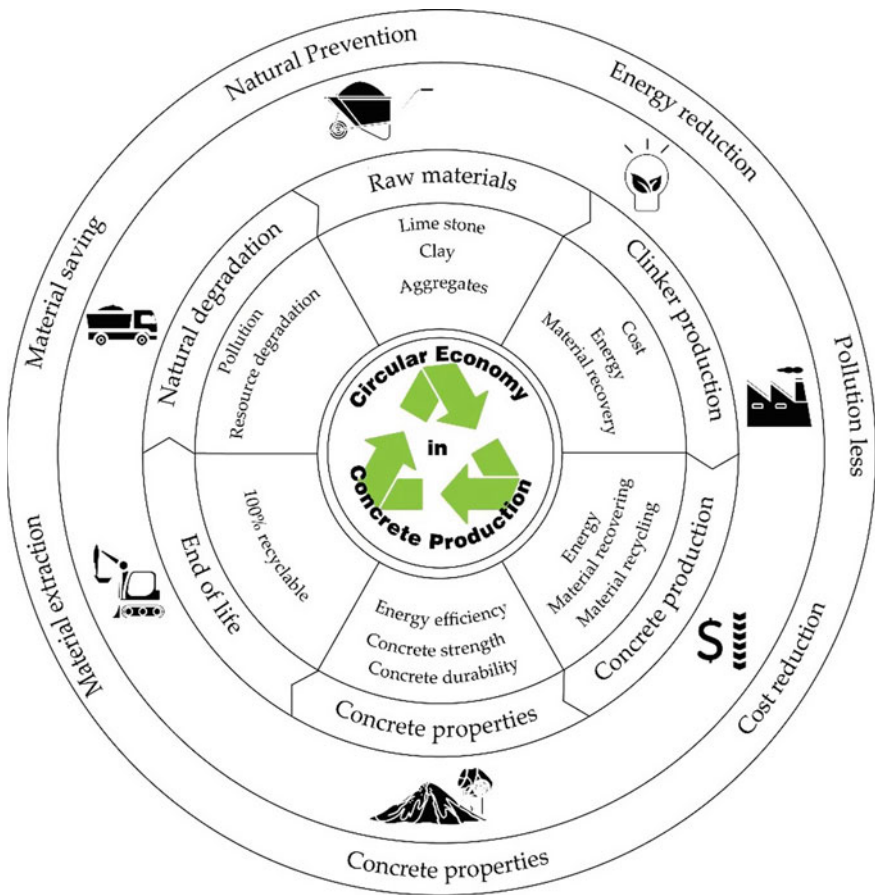 Natural Prevention
Energy reduction
Pollution less
Cost reduction
Concrete properties
Material extraction
Material saving
Raw materials
Clinker production
Concrete production
Concrete properties
End of life
Natural degradation
Lime stone
Clay
Aggregates
Cost
Energy
Material recovery
Energy
Material recovering
Material recycling
Energy efficiency
Concrete strength
Concrete durability
100% recyclable
Pollution
Resource degradation
Circular Economy
in
Concrete Production
$